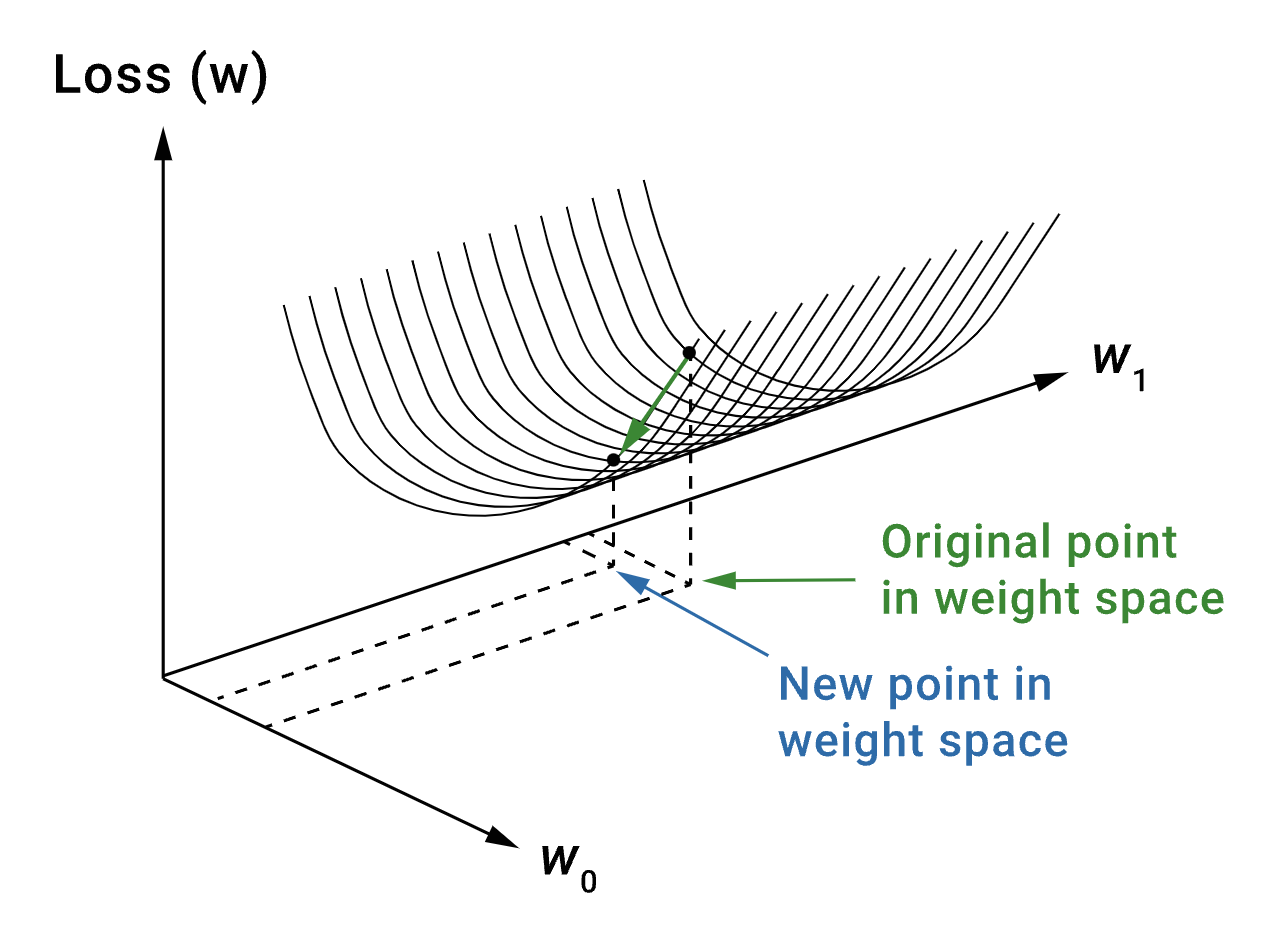 Loss (w)
w₁
Original point
in weight space
New point in
weight space
w₀